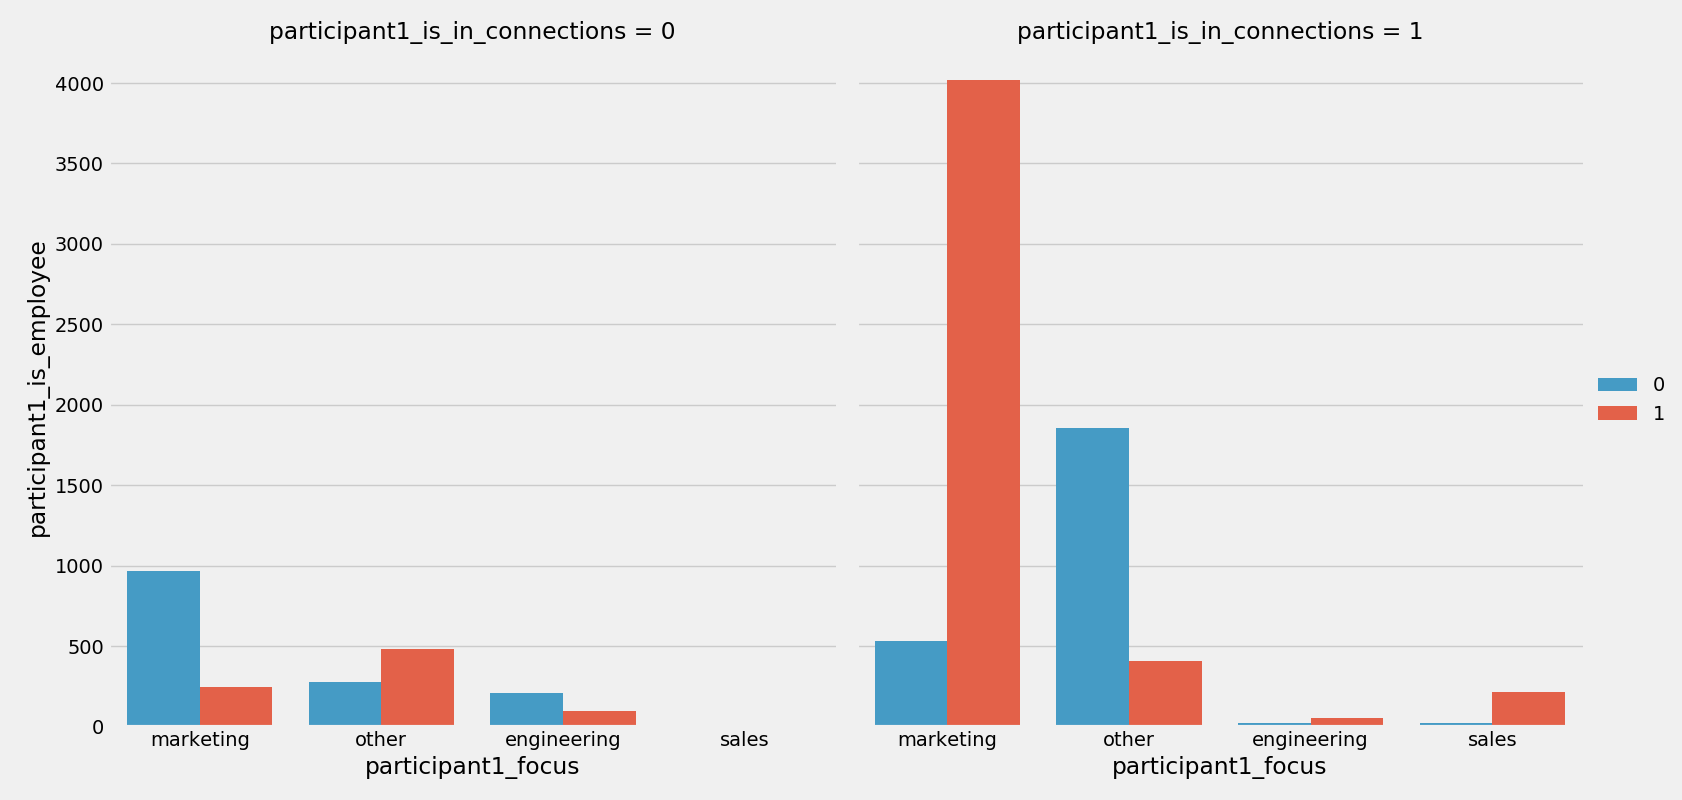 participant1_is_in_connections = 0
participant1_is_in_connections = 1
participant1_is_employee
4000
3500
3000
2500
2000
1500
1000
500
0
marketing other engineering sales
participant1_focus
marketing other engineering sales
participant1_focus
0
1